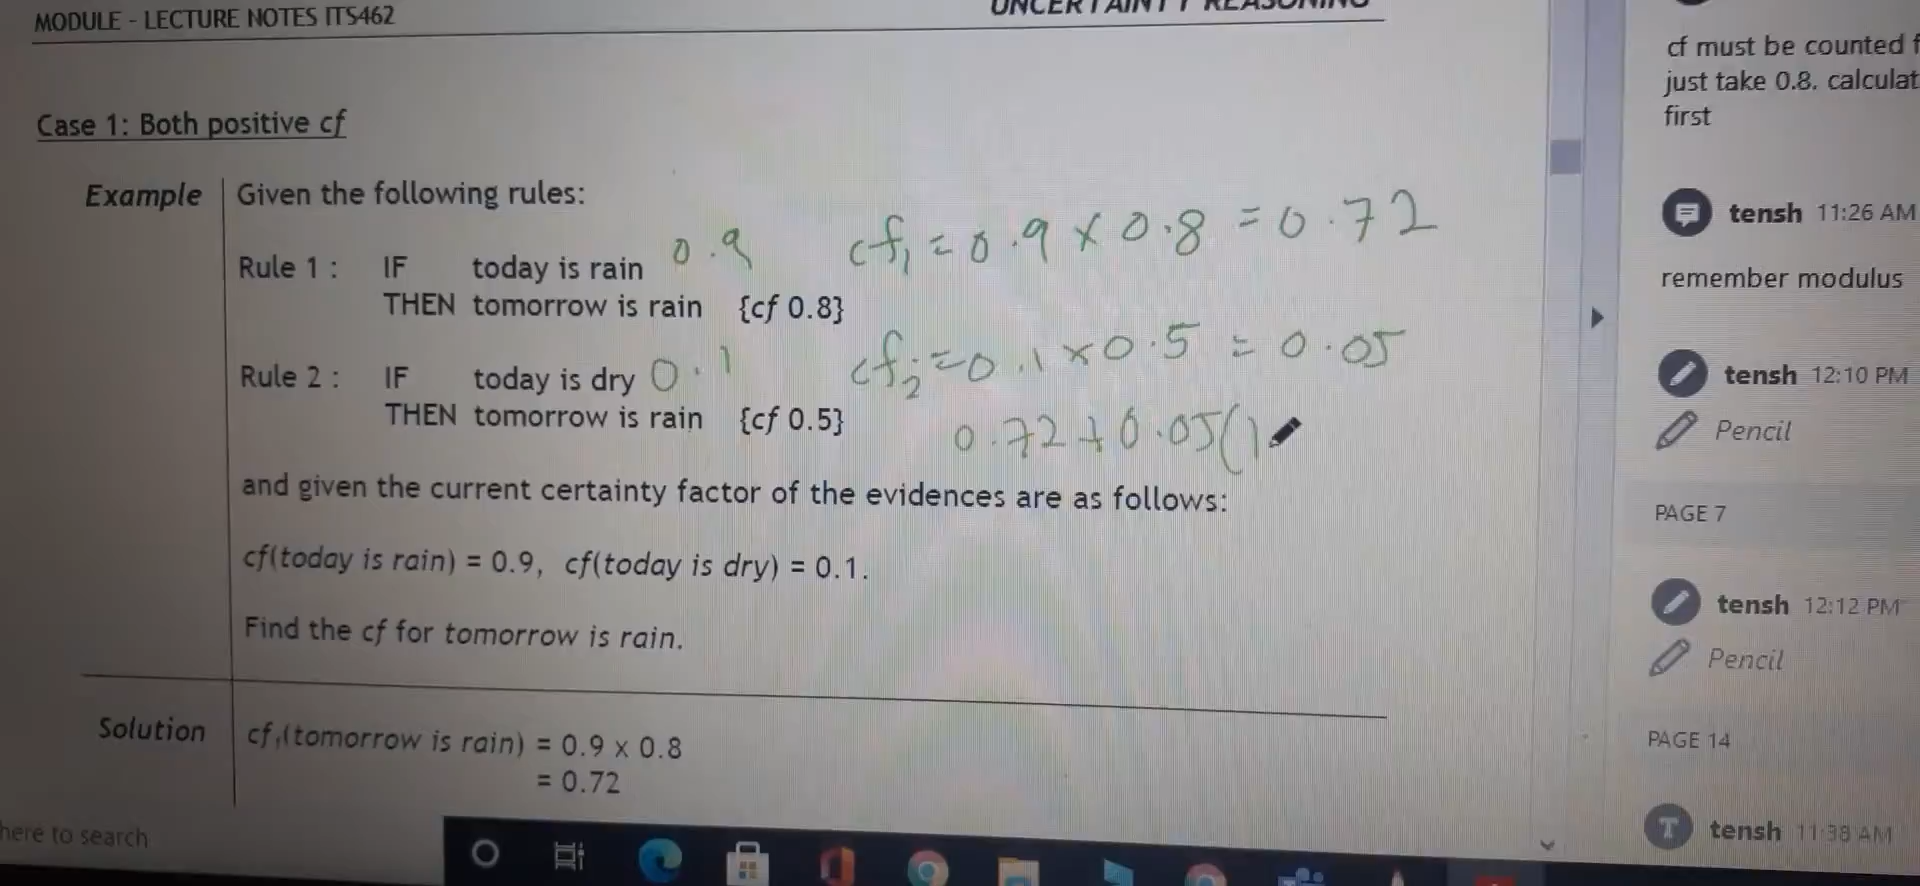 MODULE - LECTURE NOTES ITS462
UNCERTAINTY REASONING
Case 1: Both positive cf
Example
Given the following rules:
Rule 1 : IF today is rain 0.9
THEN tomorrow is rain {cf 0.8}
cf1 = 0.9 x 0.8 = 0.72
Rule 2 : IF today is dry 0.1
THEN tomorrow is rain {cf 0.5}
cf2 = 0.1 x 0.5 = 0.05
0.72 + 0.05(1
and given the current certainty factor of the evidences are as follows:
cf(today is rain) = 0.9, cf(today is dry) = 0.1.
Find the cf for tomorrow is rain.
Solution
cf1(tomorrow is rain) = 0.9 x 0.8
= 0.72
here to search
cf must be counted f
just take 0.8. calculat
first
tensh 11:26 AM
remember modulus
tensh 12:10 PM
Pencil
PAGE 7
tensh 12:12 PM
Pencil
PAGE 14
T tensh 11:38 AM